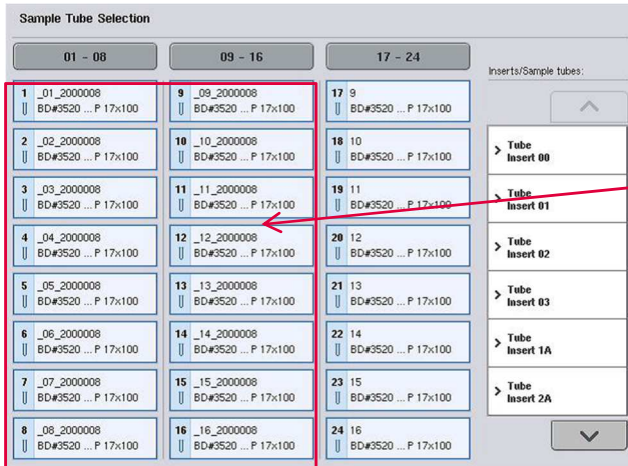 Sample Tube Selection
01 - 08
09 - 16
17 - 24
Inserts/Sample tubes:
1 _01_2000008
BD#3520 ... P 17x100
2 _02_2000008
BD#3520 ... P 17x100
3 _03_2000008
BD#3520 ... P 17x100
4 _04_2000008
BD#3520 ... P 17x100
5 _05_2000008
BD#3520 ... P 17x100
6 _06_2000008
BD#3520 ... P 17x100
7 _07_2000008
BD#3520 ... P 17x100
8 _08_2000008
BD#3520 ... P 17x100
9 _09_2000008
BD#3520 ... P 17x100
10 _10_2000008
BD#3520 ... P 17x100
11 _11_2000008
BD#3520 ... P 17x100
12 _12_2000008
BD#3520 ... P 17x100
13 _13_2000008
BD#3520 ... P 17x100
14 _14_2000008
BD#3520 ... P 17x100
15 _15_2000008
BD#3520 ... P 17x100
16 _16_2000008
BD#3520 ... P 17x100
17 9
BD#3520 ... P 17x100
18 10
BD#3520 ... P 17x100
19 11
BD#3520 ... P 17x100
20 12
BD#3520 ... P 17x100
21 13
BD#3520 ... P 17x100
22 14
BD#3520 ... P 17x100
23 15
BD#3520 ... P 17x100
24 16
BD#3520 ... P 17x100
Tube
Insert 00
Tube
Insert 01
Tube
Insert 02
Tube
Insert 03
Tube
Insert 1A
Tube
Insert 2A